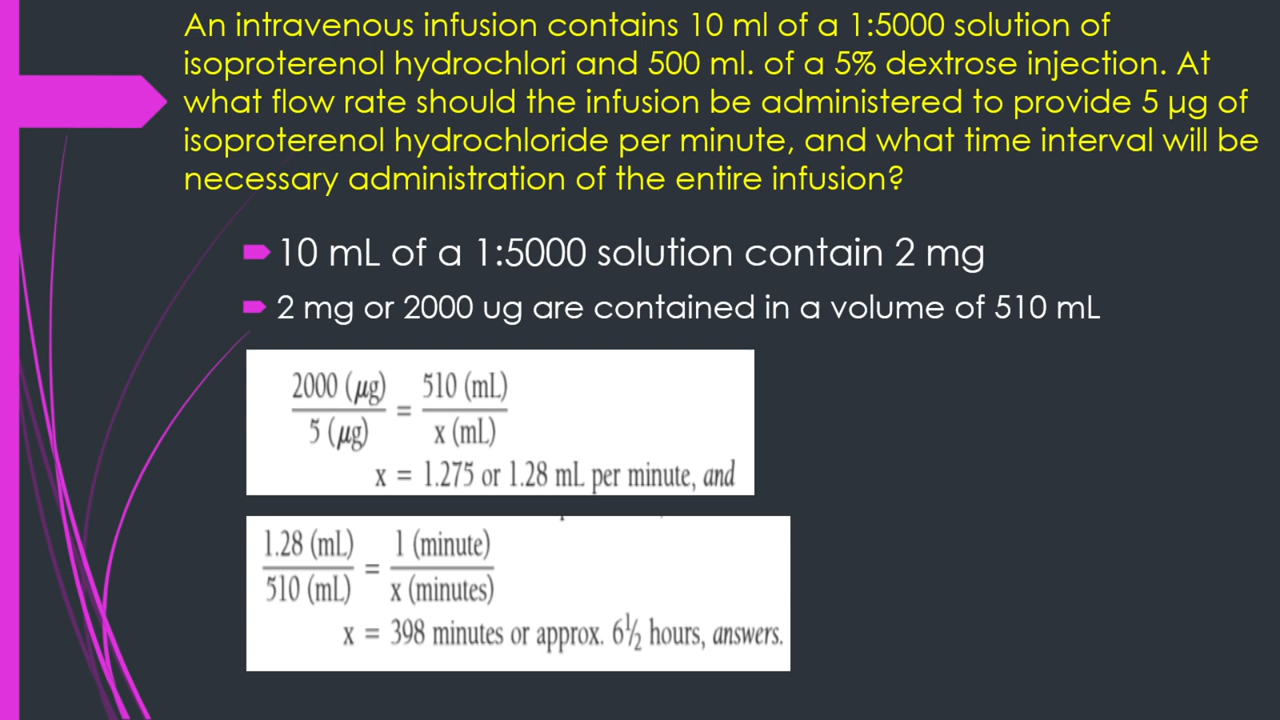 An intravenous infusion contains 10 ml of a 1:5000 solution of
isoproterenol hydrochlori and 500 ml. of a 5% dextrose injection. At
what flow rate should the infusion be administered to provide 5 µg of
isoproterenol hydrochloride per minute, and what time interval will be
necessary administration of the entire infusion?
10 mL of a 1:5000 solution contain 2 mg
2 mg or 2000 ug are contained in a volume of 510 mL
2000 (µg) / 5 (µg) = 510 (mL) / x (mL)
x = 1.275 or 1.28 mL per minute, and
1.28 (mL) / 510 (mL) = 1 (minute) / x (minutes)
x = 398 minutes or approx. 6½ hours, answers.